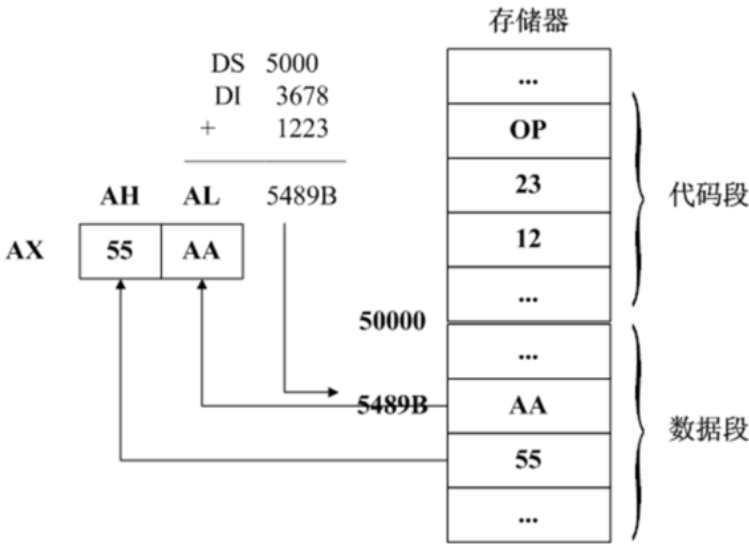 存储器
DS 5000
DI 3678
+ 1223
5489B
AH AL
AX 55 AA
...
OP
23
12
...
代码段
50000
...
5489B AA
55
...
数据段